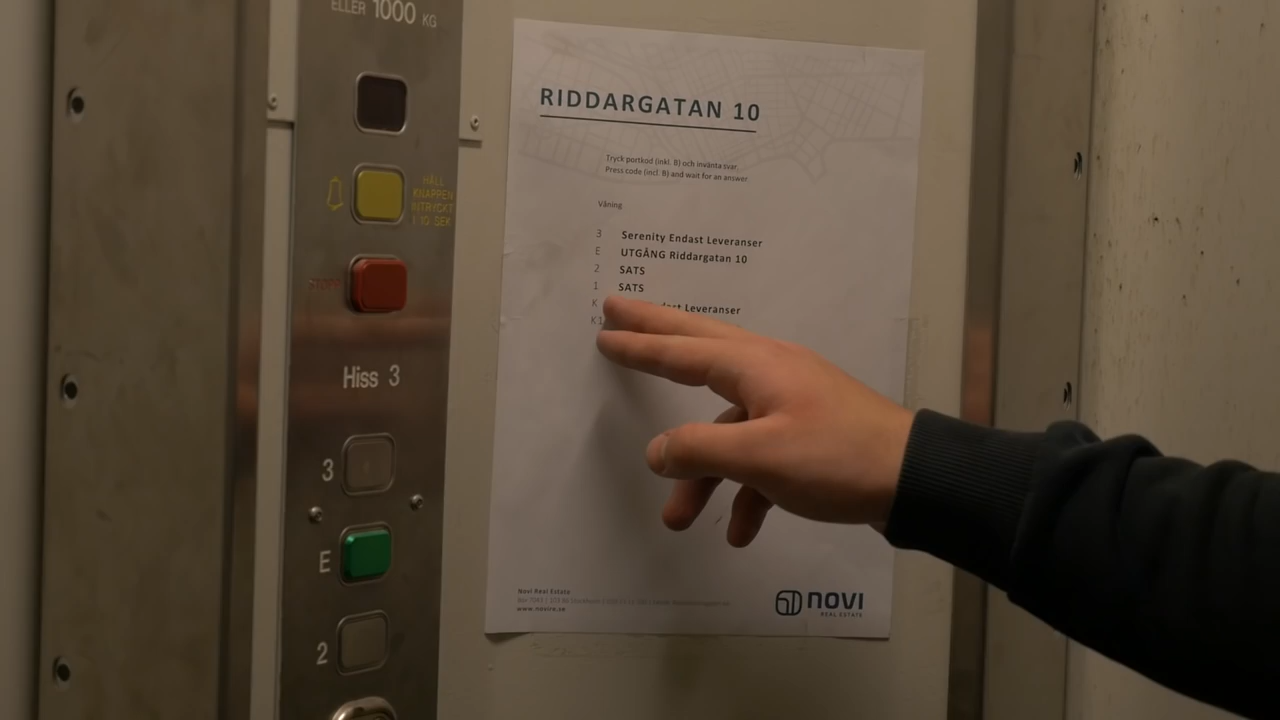 ELLER 1000 KG
HÅLL
KNAPPEN
INTRYCKT
I 10 SEK
STOPP
Hiss 3
3
E
2
RIDDARGATAN 10
Tryck portkod (inkl. B) och invänta svar.
Press code (incl. B) and wait for an answer
Våning
3 Serenity Endast Leveranser
E UTGÅNG Riddargatan 10
2 SATS
1 SATS
K Leveranser
K1
Novi Real Estate
www.novire.se
NOVI
REAL ESTATE